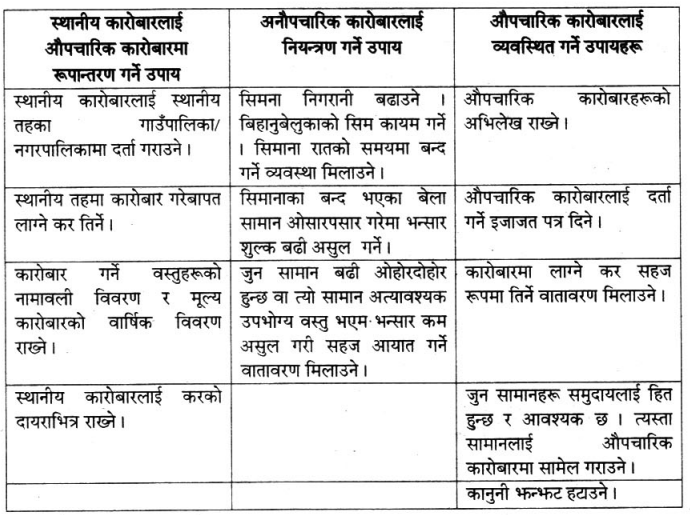 स्थानीय कारोबारलाई
औपचारिक कारोबारमा
रूपान्तरण गर्ने उपाय
अनौपचारिक कारोबारलाई
नियन्त्रण गर्ने उपाय
औपचारिक कारोबारलाई
व्यवस्थित गर्ने उपायहरू
स्थानीय कारोबारलाई स्थानीय
तहका गाउँपालिका/
नगरपालिकामा दर्ता गराउने ।
सिमना निगरानी बढाउने ।
बिहानुबेलुकाको सिम कायम गर्ने
। सिमाना रातको समयमा बन्द
गर्ने व्यवस्था मिलाउने ।
औपचारिक कारोबारहरूको
अभिलेख राख्ने ।
स्थानीय तहमा कारोबार गरेबापत
लाग्ने कर तिर्ने ।
सिमानाका बन्द भएका बेला
सामान ओसारपसार गरेमा भन्सार
शुल्क बढी असुल गर्ने ।
औपचारिक कारोबारलाई दर्ता
गर्ने इजाजत पत्र दिने ।
कारोबार गर्ने वस्तुहरूको
नामावली विवरण र मूल्य
कारोबारको वार्षिक विवरण
राख्ने ।
जुन सामान बढी ओहोरदोहोर
हुन्छ वा त्यो सामान अत्यावश्यक
उपभोग्य वस्तु भएम भन्सार कम
असुल गरी सहज आयात गर्ने
वातावरण मिलाउने ।
कारोबारमा लाग्ने कर सहज
रूपमा तिर्ने वातावरण मिलाउने ।
स्थानीय कारोबारलाई करको
दायराभित्र राख्ने ।
जुन सामानहरू समुदायलाई हित
हुन्छ र आवश्यक छ । त्यस्ता
सामानलाई औपचारिक
कारोबारमा सामेल गराउने ।
कानुनी झन्झट हटाउने ।